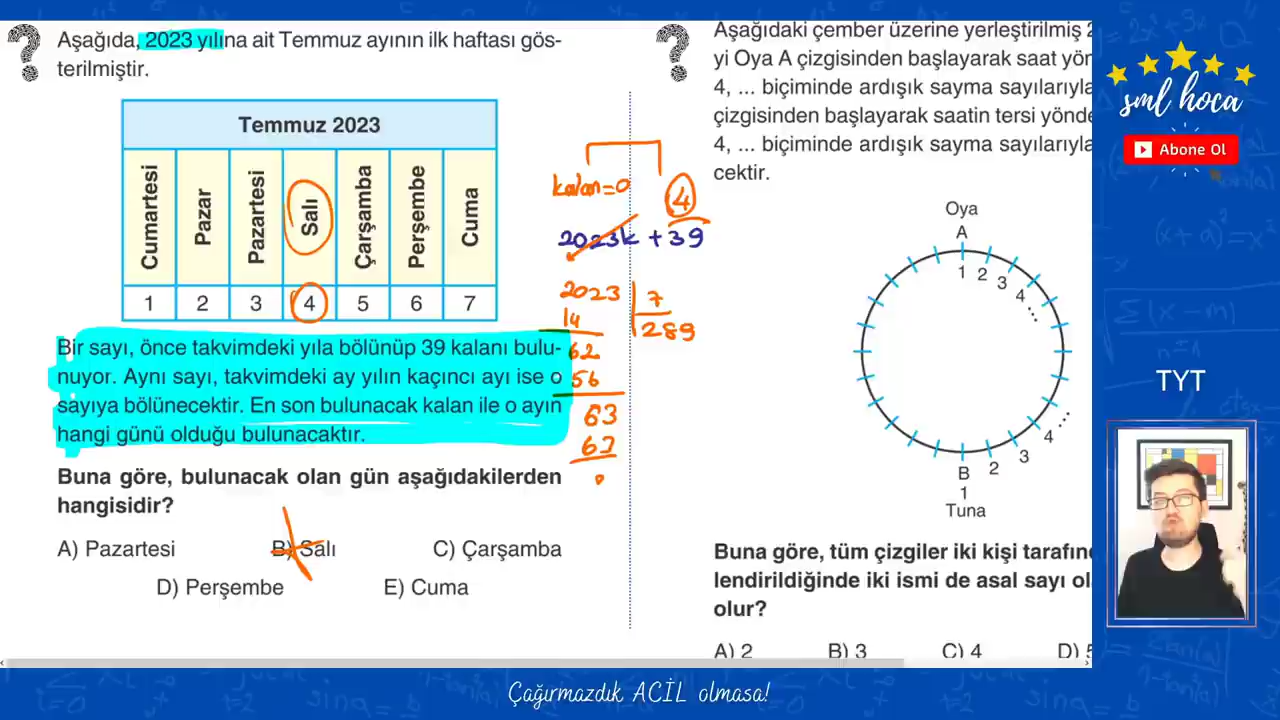 Aşağıda, 2023 yılına ait Temmuz ayının ilk haftası gös-
terilmiştir.
Temmuz 2023
Cumartesi Pazar Pazartesi Salı Çarşamba Perşembe Cuma
1 2 3 4 5 6 7
Bir sayı, önce takvimdeki yıla bölünüp 39 kalanı bulu-
nuyor. Aynı sayı, takvimdeki ay yılın kaçıncı ayı ise o
sayıya bölünecektir. En son bulunacak kalan ile o ayın
hangi günü olduğu bulunacaktır.
Buna göre, bulunacak olan gün aşağıdakilerden
hangisidir?
A) Pazartesi B) Salı C) Çarşamba
D) Perşembe E) Cuma
kalan=0 4
2023k + 39
2023 7
14 289
62
56
63
63
0
Aşağıdaki çember üzerine yerleştirilmiş 2
yi Oya A çizgisinden başlayarak saat yön
4, ... biçiminde ardışık sayma sayılarıyla
çizgisinden başlayarak saatin tersi yönde
4, ... biçiminde ardışık sayma sayılarıyla
cektir.
Oya
A
1 2 3 4 ...
4 ...
3
2
B
1
Tuna
Buna göre, tüm çizgiler iki kişi tarafın
lendirildiğinde iki ismi de asal sayı ol
olur?
A) 2 B) 3 C) 4 D) 5
sml hoca
Abone Ol
TYT
Çağırmazdık ACİL olmasa!